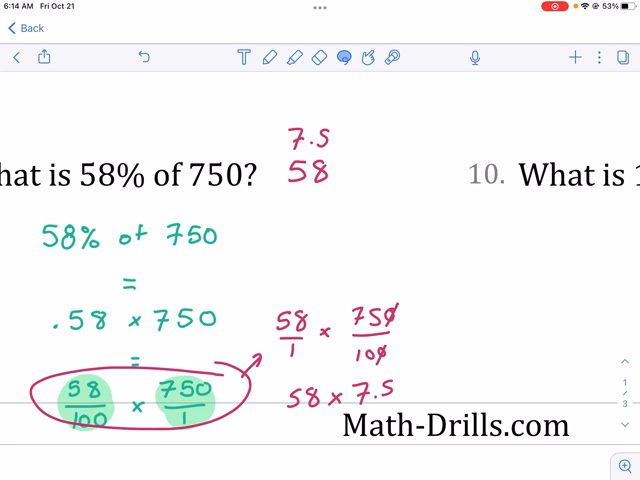 6:14 AM Fri Oct 21
53%
Back
7.5
58
hat is 58% of 750?
10. What is 1
58% of 750
=
.58 × 750
=
58/100 × 750/1
58/1 × 750/100
58 × 7.5
Math-Drills.com
1
/
3